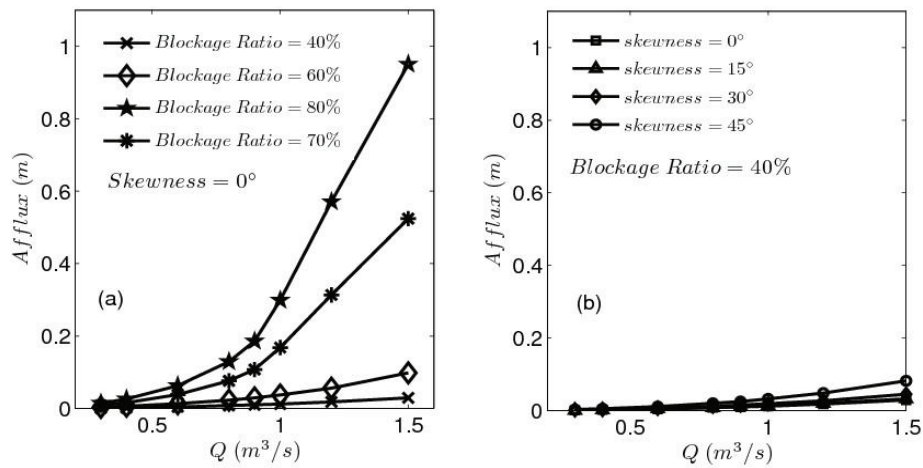 1
0.8
0.6
0.4
0.2
0
Afflux (m)
Blockage Ratio = 40%
Blockage Ratio = 60%
Blockage Ratio = 80%
Blockage Ratio = 70%
Skewness = 0°
(a)
0.5
1
1.5
Q (m³/s)
1
0.8
0.6
0.4
0.2
0
Afflux (m)
skewness = 0°
skewness = 15°
skewness = 30°
skewness = 45°
Blockage Ratio = 40%
(b)
0.5
1
1.5
Q (m³/s)